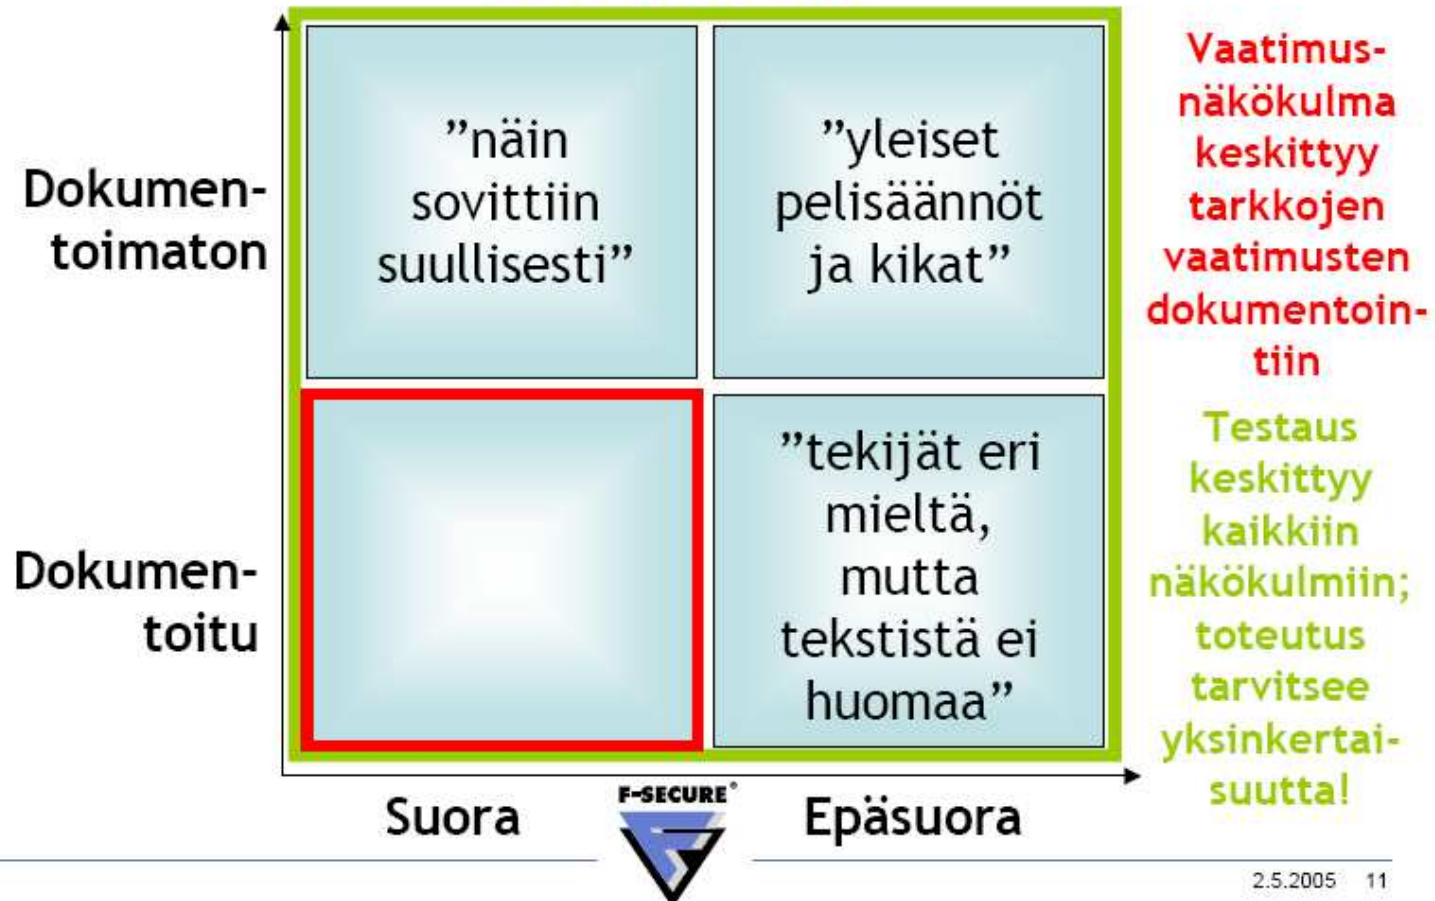 Dokumen-
toimaton
”näin
sovittiin
suullisesti”
”yleiset
pelisäännöt
ja kikat”
Vaatimus-
näkökulma
keskittyy
tarkkojen
vaatimusten
dokumentoin-
tiin
Dokumen-
toitu
”tekijät eri
mieltä,
mutta
tekstistä ei
huomaa”
Testaus
keskittyy
kaikkiin
näkökulmiin;
toteutus
tarvitsee
yksinkertai-
suutta!
Suora
F-SECURE®
Epäsuora
2.5.2005 11